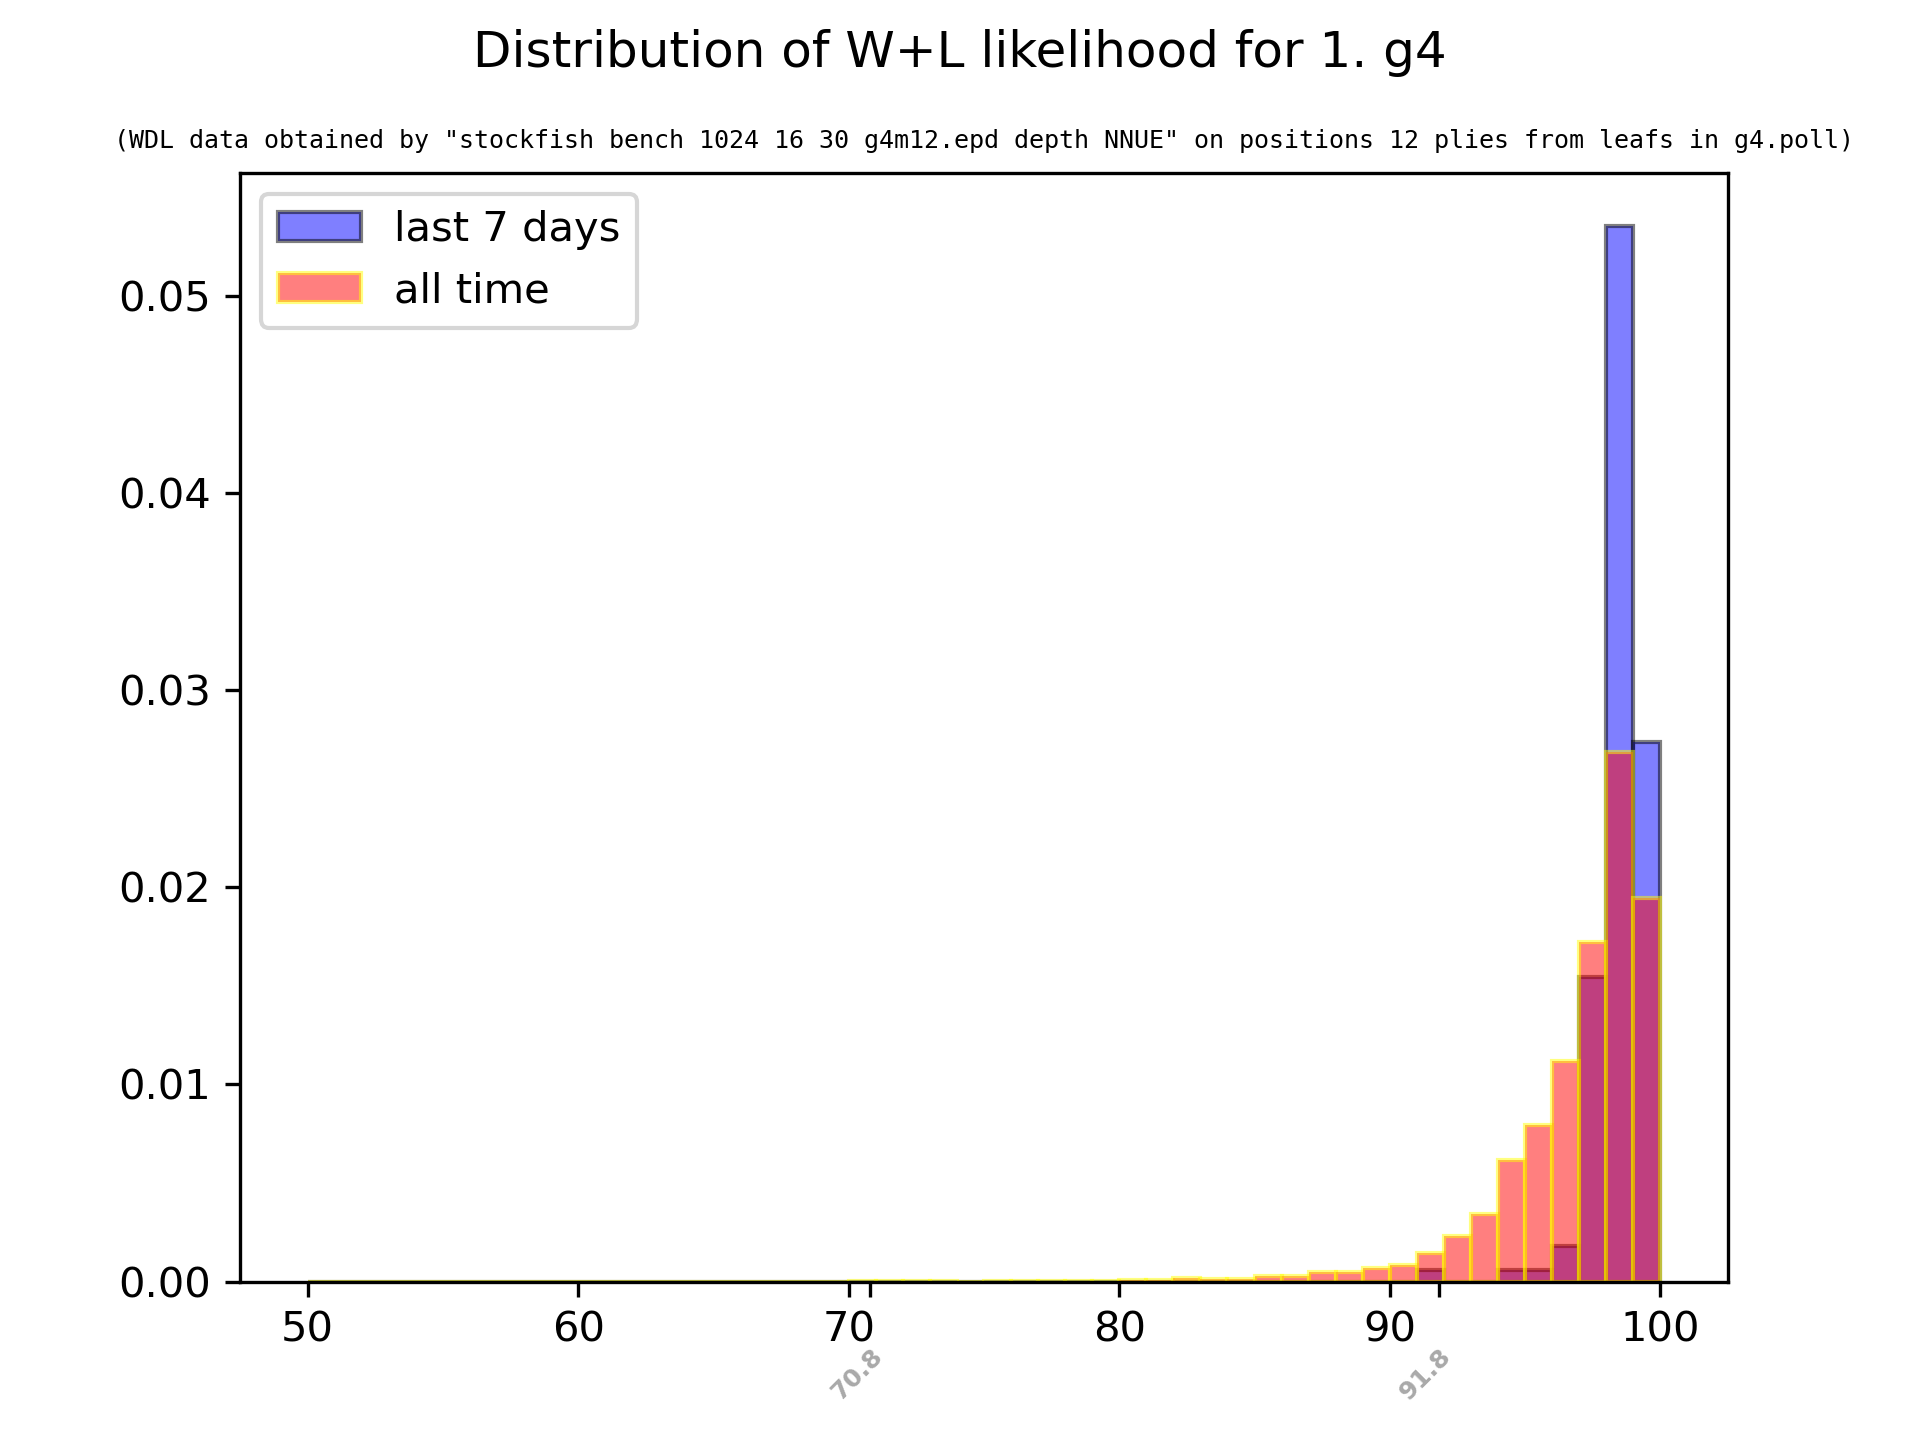 Distribution of W+L likelihood for 1. g4
(WDL data obtained by "stockfish bench 1024 16 30 g4m12.epd depth NNUE" on positions 12 plies from leafs in g4.poll)
last 7 days
all time
0.05
0.04
0.03
0.02
0.01
0.00
50 60 70 80 90 100
70.8 91.8